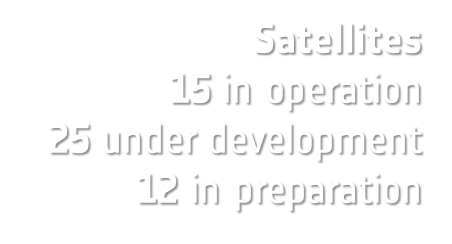 Satellites
15 in operation
25 under development
12 in preparation